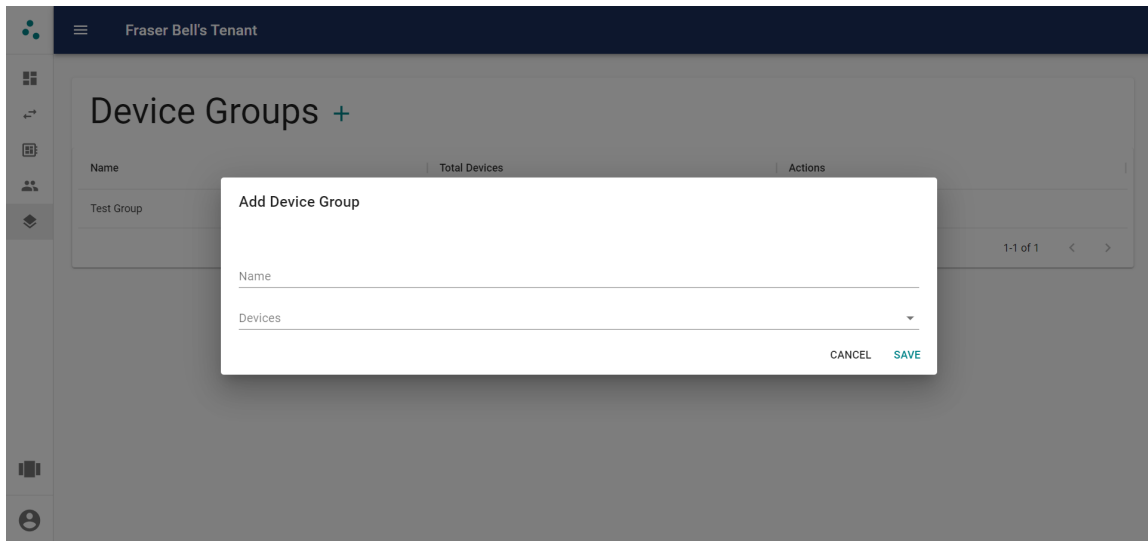 Fraser Bell's Tenant
Device Groups +
Name Total Devices Actions
Test Group
1-1 of 1
Add Device Group
Name
Devices
CANCEL SAVE